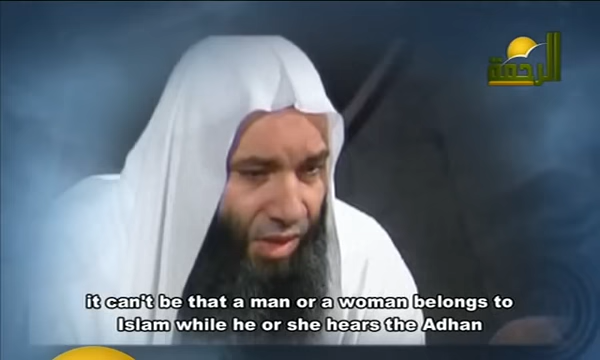 الرحمة
it can't be that a man or a woman belongs to
Islam while he or she hears the Adhan